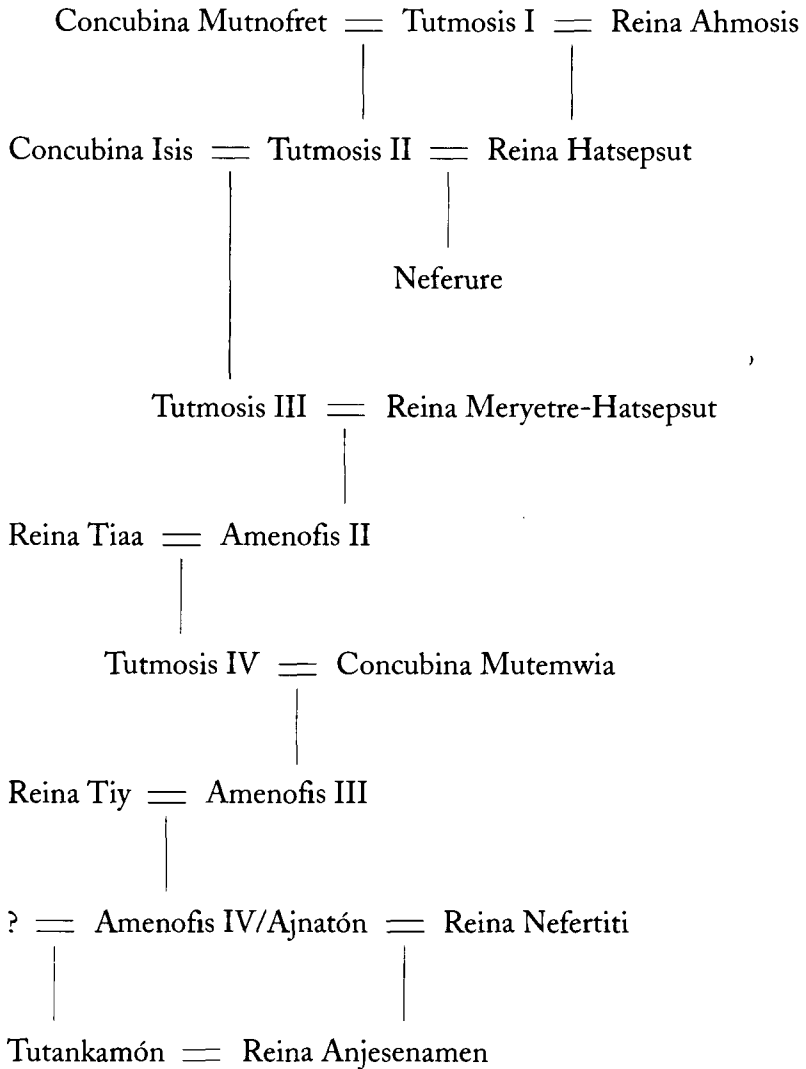 Concubina Mutnofret = Tutmosis I = Reina Ahmosis
Concubina Isis = Tutmosis II = Reina Hatsepsut
Neferure
Tutmosis III = Reina Meryetre-Hatsepsut
Reina Tiaa = Amenofis II
Tutmosis IV = Concubina Mutemwia
Reina Tiy = Amenofis III
? = Amenofis IV/Ajnatón = Reina Nefertiti
Tutankamón = Reina Anjesenamen